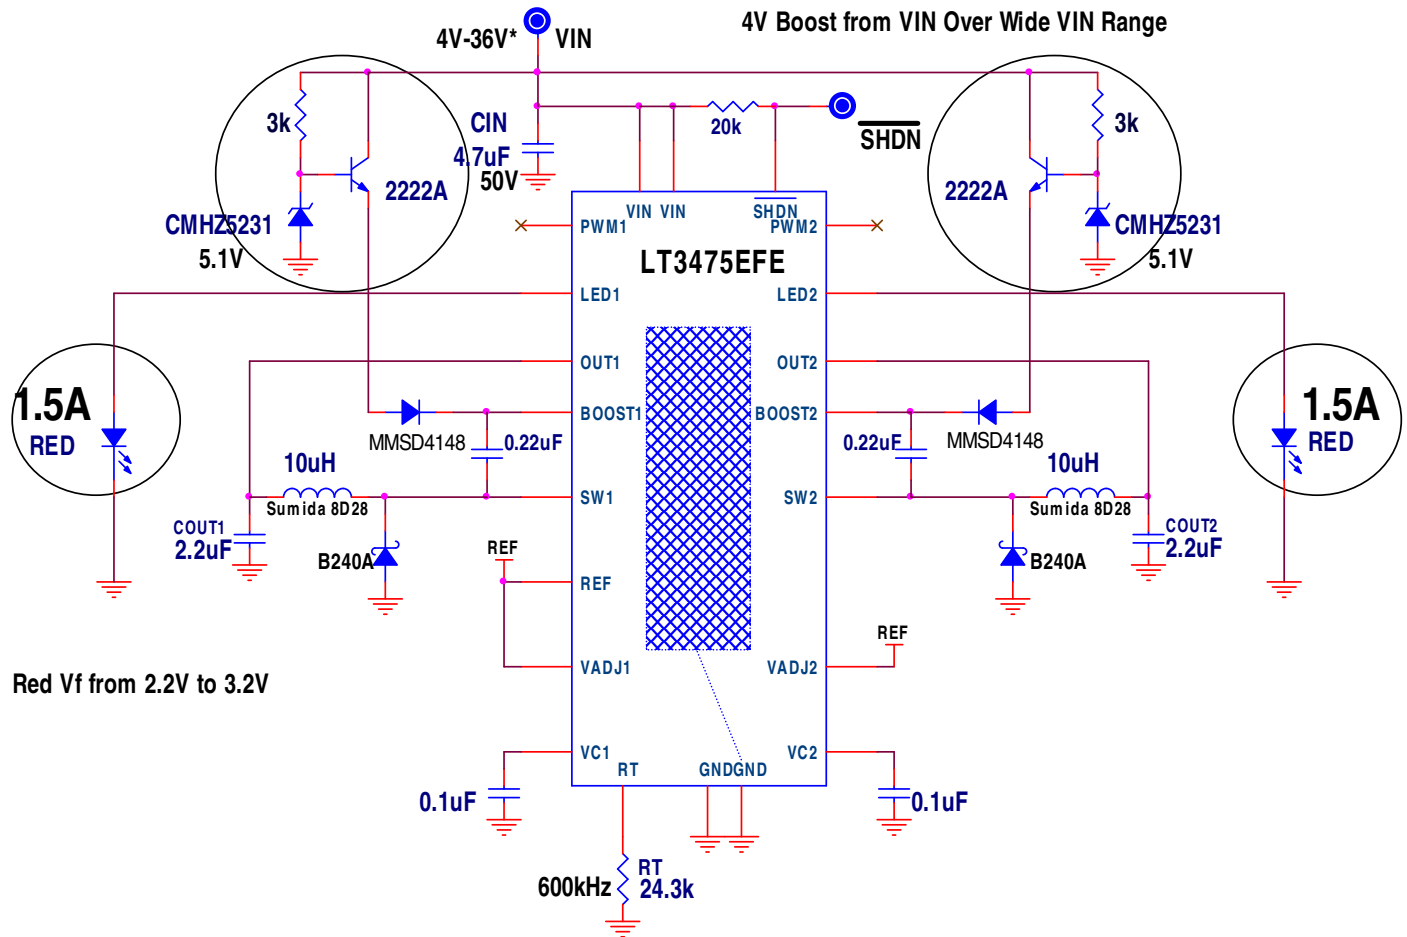 4V Boost from VIN Over Wide VIN Range
4V-36V*
VIN
3k
CIN
4.7uF
50V
20k
SHDN
3k
2222A
2222A
CMHZ5231
5.1V
CMHZ5231
5.1V
VIN VIN
SHDN
PWM1
PWM2
LT3475EFE
LED1
LED2
OUT1
OUT2
1.5A
RED
1.5A
RED
BOOST1
BOOST2
MMSD4148
0.22uF
0.22uF
MMSD4148
10uH
Sumida 8D28
10uH
Sumida 8D28
SW1
SW2
COUT1
2.2uF
B240A
REF
B240A
COUT2
2.2uF
REF
REF
VADJ1
VADJ2
Red Vf from 2.2V to 3.2V
VC1
VC2
RT
GND GND
0.1uF
0.1uF
600kHz
RT
24.3k